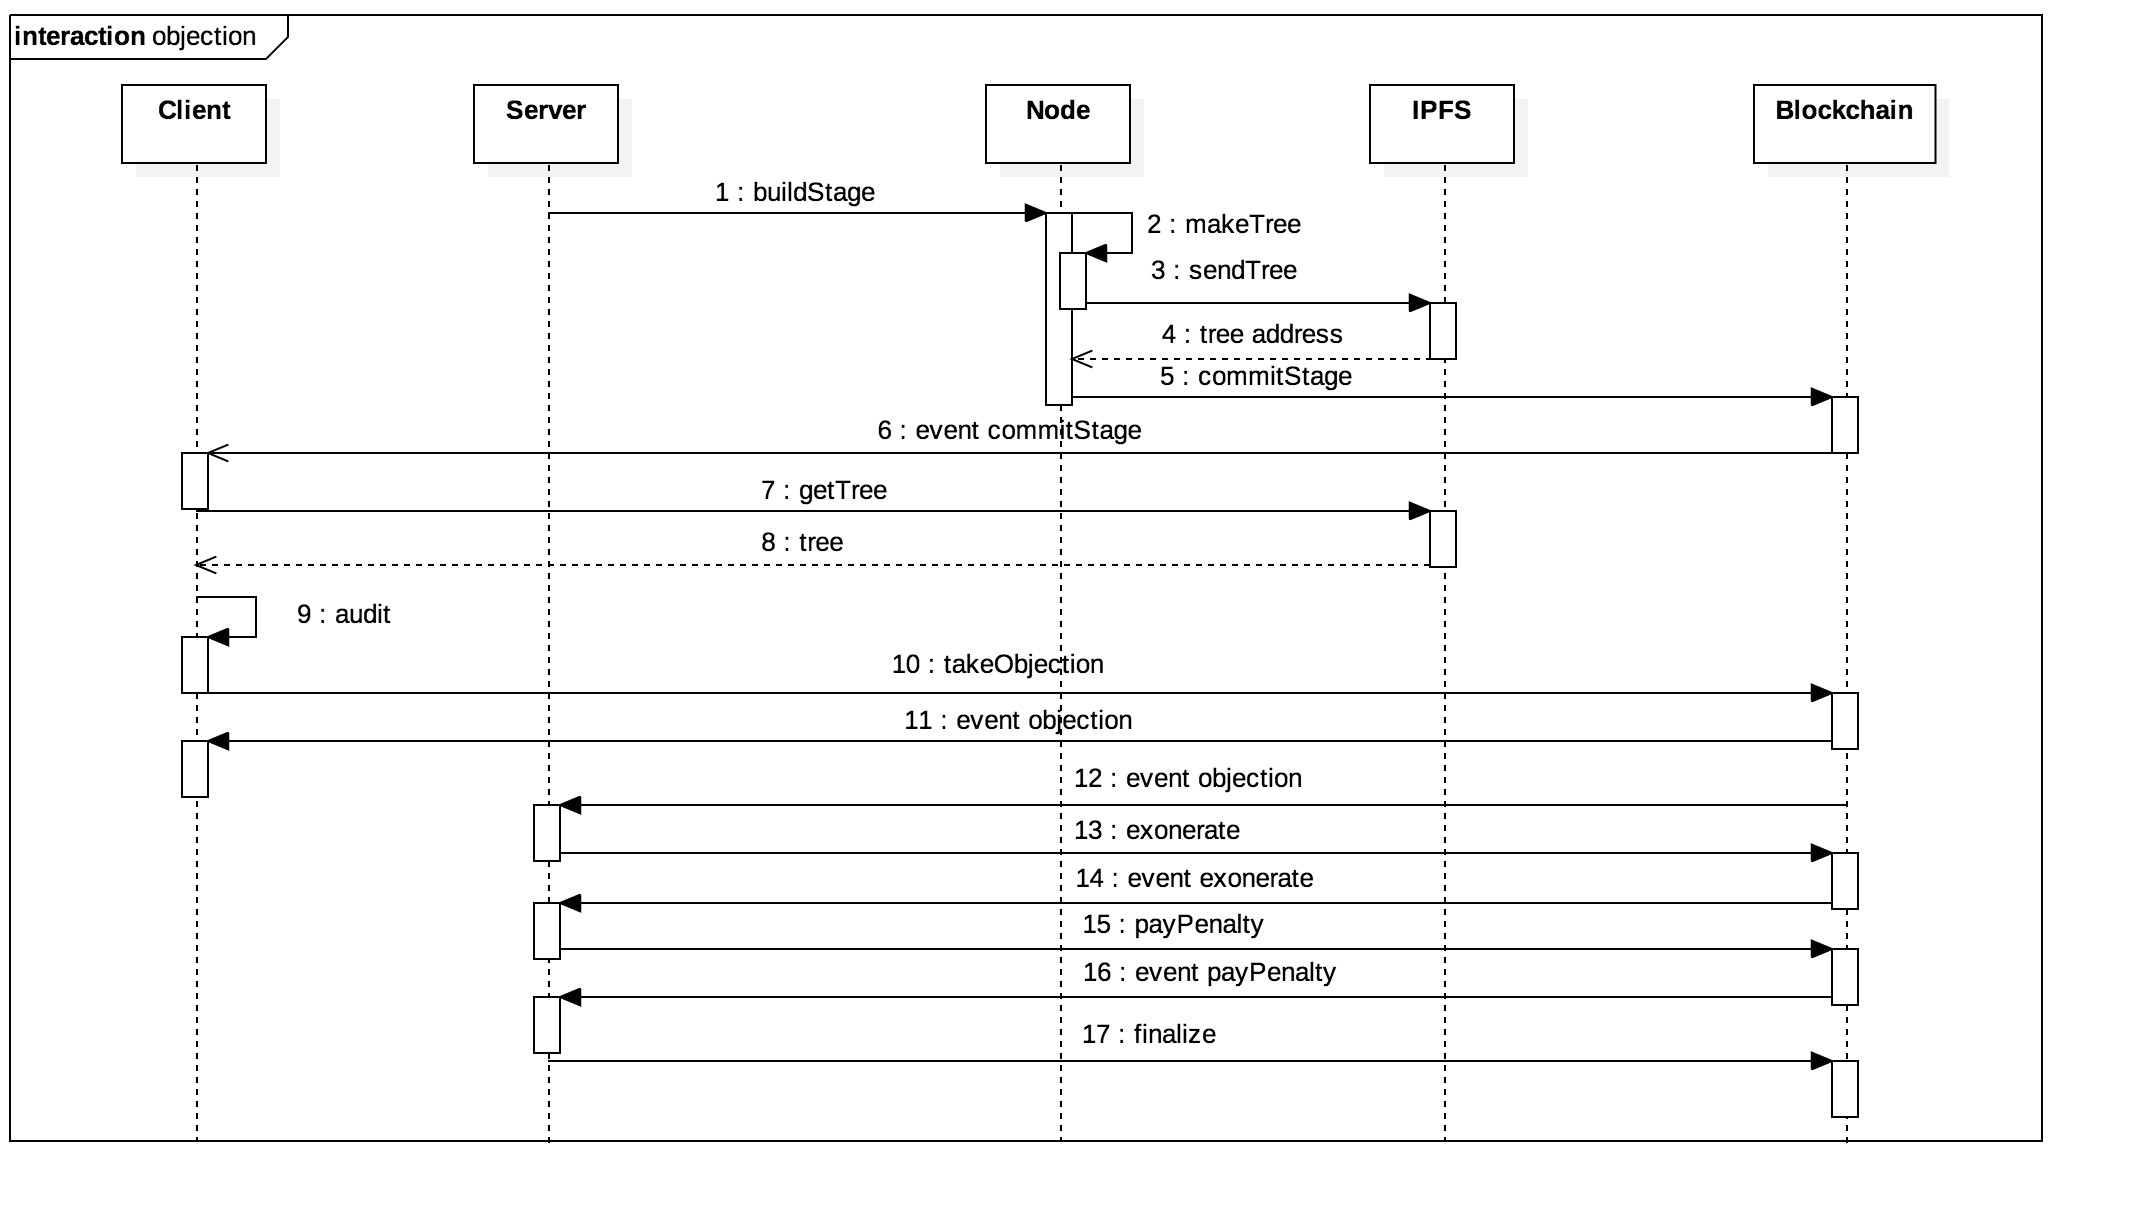 interaction objection
Client
Server
Node
IPFS
Blockchain
1 : buildStage
2 : makeTree
3 : sendTree
4 : tree address
5 : commitStage
6 : event commitStage
7 : getTree
8 : tree
9 : audit
10 : takeObjection
11 : event objection
12 : event objection
13 : exonerate
14 : event exonerate
15 : payPenalty
16 : event payPenalty
17 : finalize